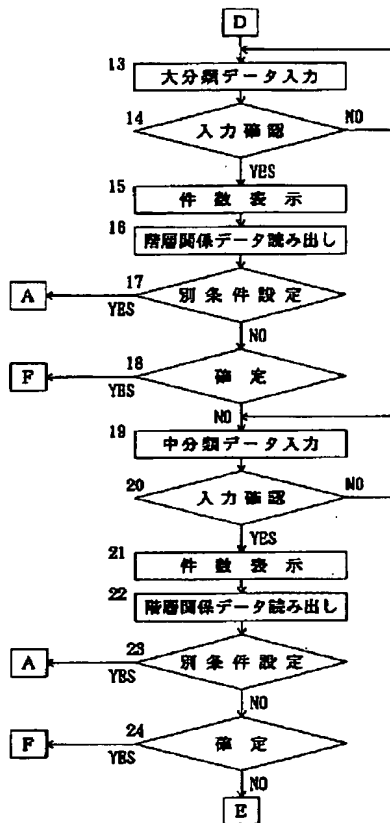 D
13
大分類データ入力
14
入力確認
NO
YES
15
件数表示
16
階層関係データ読み出し
17
別条件設定
A
YES
NO
18
確定
F
YES
NO
19
中分類データ入力
20
入力確認
NO
YES
21
件数表示
22
階層関係データ読み出し
23
別条件設定
A
YES
NO
24
確定
F
YES
NO
E